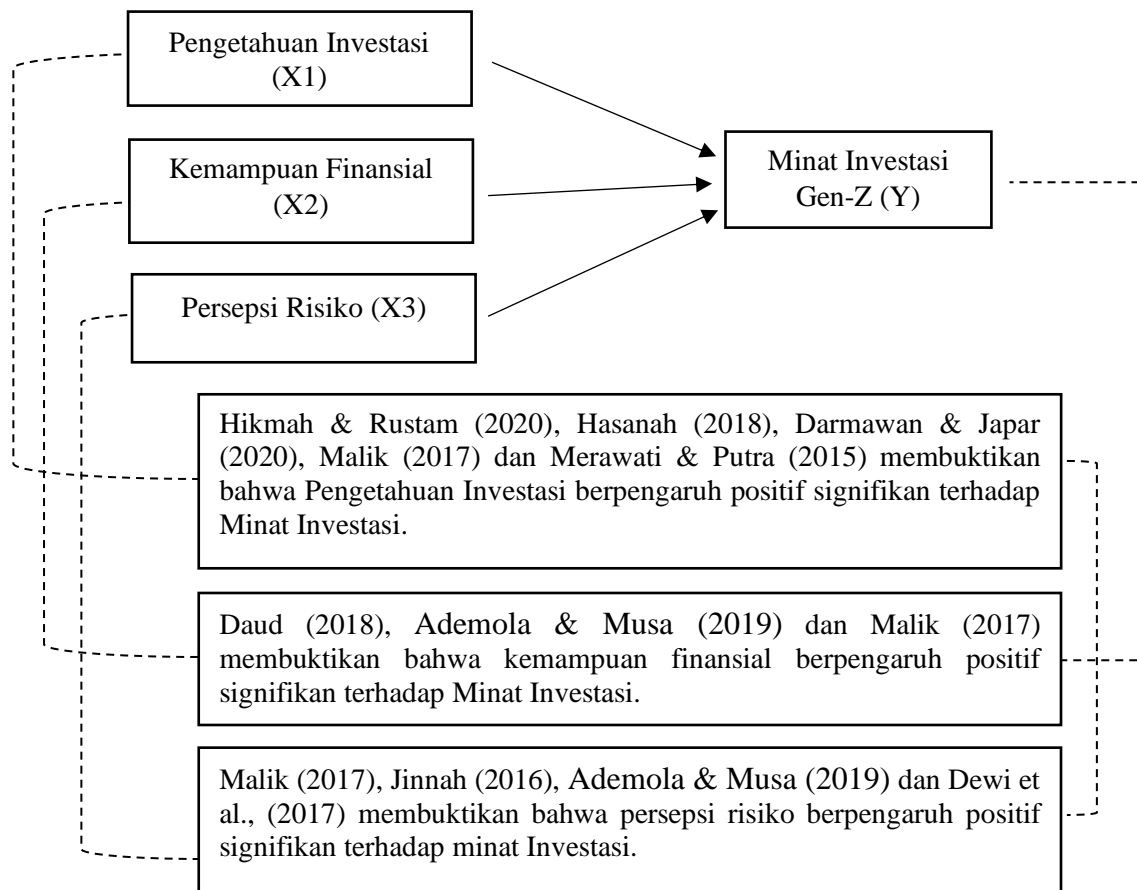 Pengetahuan Investasi
(X1)
Kemampuan Finansial
(X2)
Minat Investasi
Gen-Z (Y)
Persepsi Risiko (X3)
Hikmah & Rustam (2020), Hasanah (2018), Darmawan & Japar
(2020), Malik (2017) dan Merawati & Putra (2015) membuktikan
bahwa Pengetahuan Investasi berpengaruh positif signifikan terhadap
Minat Investasi.
Daud (2018), Ademola & Musa (2019) dan Malik (2017)
membuktikan bahwa kemampuan finansial berpengaruh positif
signifikan terhadap Minat Investasi.
Malik (2017), Jinnah (2016), Ademola & Musa (2019) dan Dewi et
al., (2017) membuktikan bahwa persepsi risiko berpengaruh positif
signifikan terhadap minat Investasi.